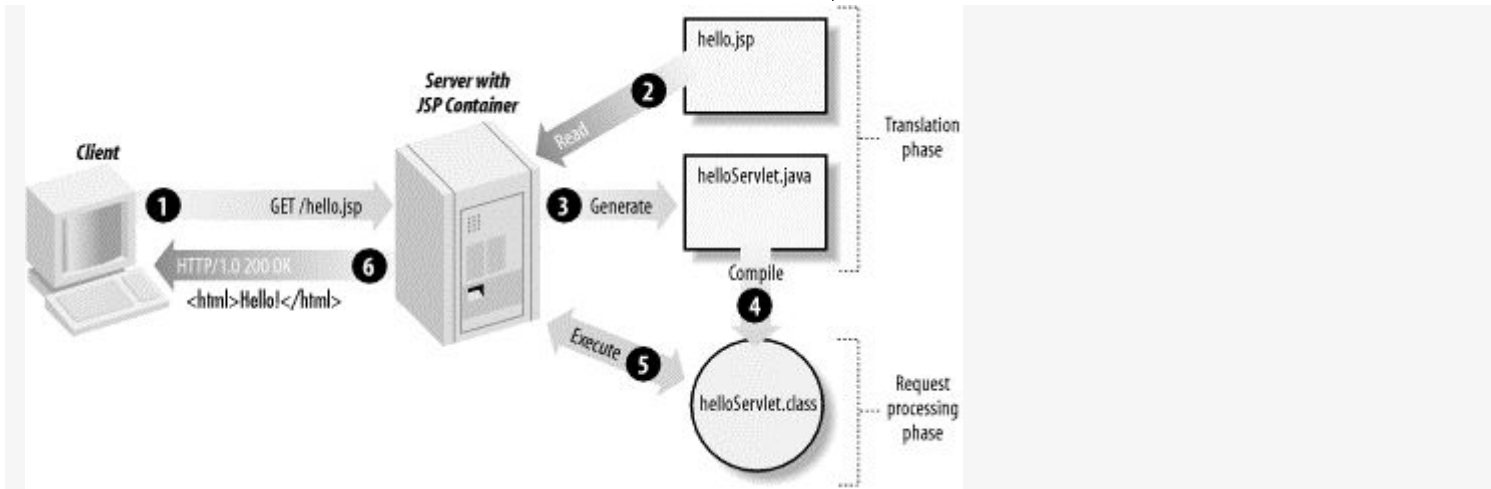 hello.jsp
Server with
JSP Container
2
Read
Translation
phase
Client
helloServlet.java
1
GET /hello.jsp
3
Generate
HTTP/1.0 200 OK
6
<html>Hello!</html>
Compile
4
Execute
5
helloServlet.class
Request
processing
phase